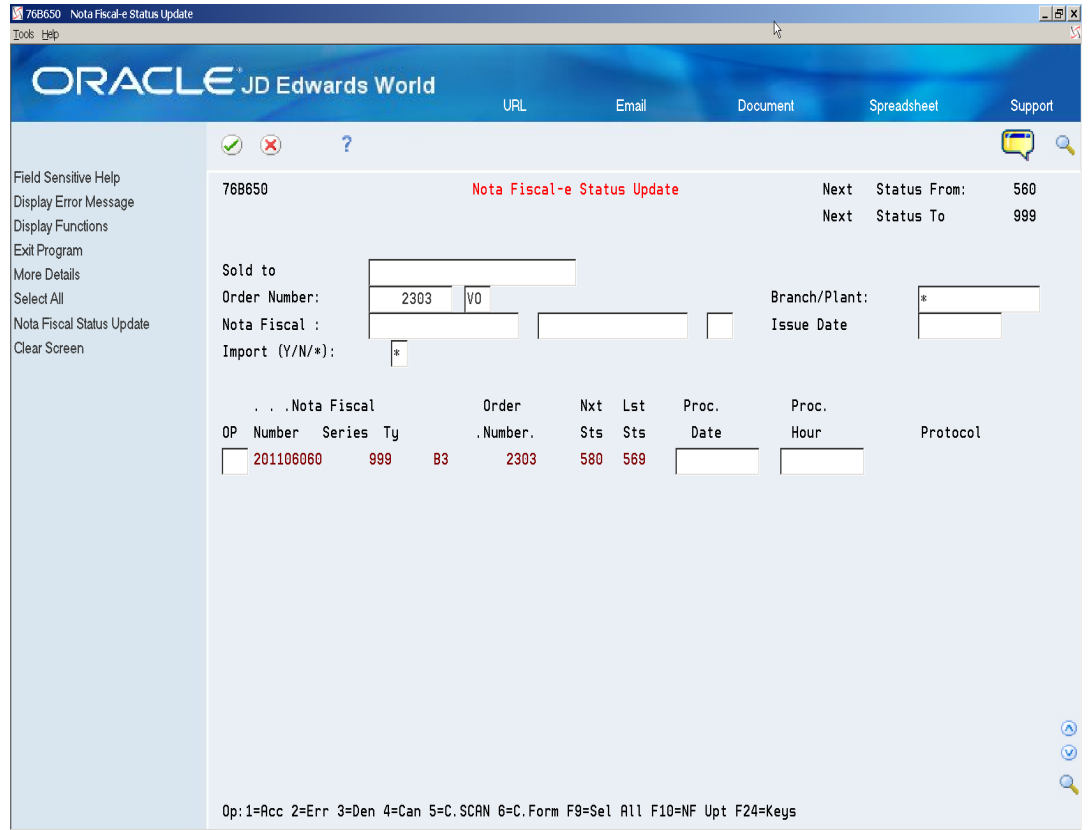 76B650 Nota Fiscal-e Status Update
Tools Help
ORACLE JD Edwards World
URL Email Document Spreadsheet Support
?
Field Sensitive Help
Display Error Message
Display Functions
Exit Program
More Details
Select All
Nota Fiscal Status Update
Clear Screen
76B650 Nota Fiscal-e Status Update Next Status From: 560
Next Status To 999
Sold to
Order Number: 2303 VO Branch/Plant: *
Nota Fiscal : Issue Date
Import (Y/N/*): *
. . .Nota Fiscal Order Nxt Lst Proc. Proc.
OP Number Series Ty .Number. Sts Sts Date Hour Protocol
201106060 999 B3 2303 580 569
Op:1=Acc 2=Err 3=Den 4=Can 5=C.SCAN 6=C.Form F9=Sel All F10=NF Upt F24=Keys